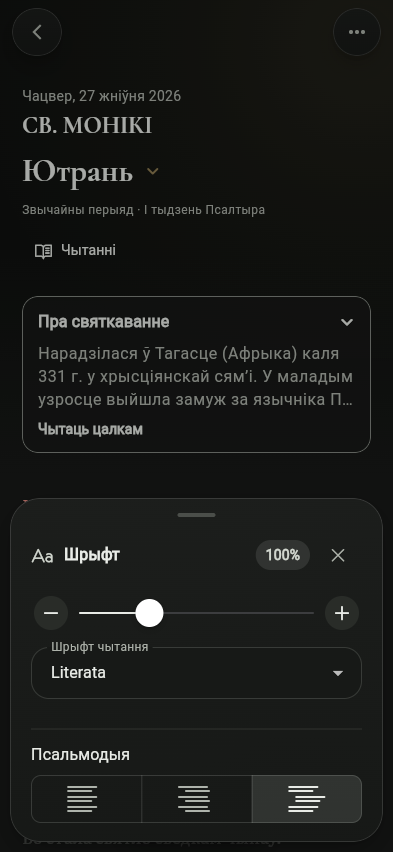 Чацвер, 27 жніўня 2026
СВ. МОНІКІ
Ютрань
Звычайны перыяд · I тыдзень Псалтыра
Чытанні
Пра святкаванне
Нарадзілася ў Тагасце (Афрыка) каля
331 г. у хрысціянскай сям’і. У маладым
узросце выйшла замуж за язычніка П…
Чытаць цалкам
Aa Шрыфт 100%
Шрыфт чытання
Literata
Псальмодыя